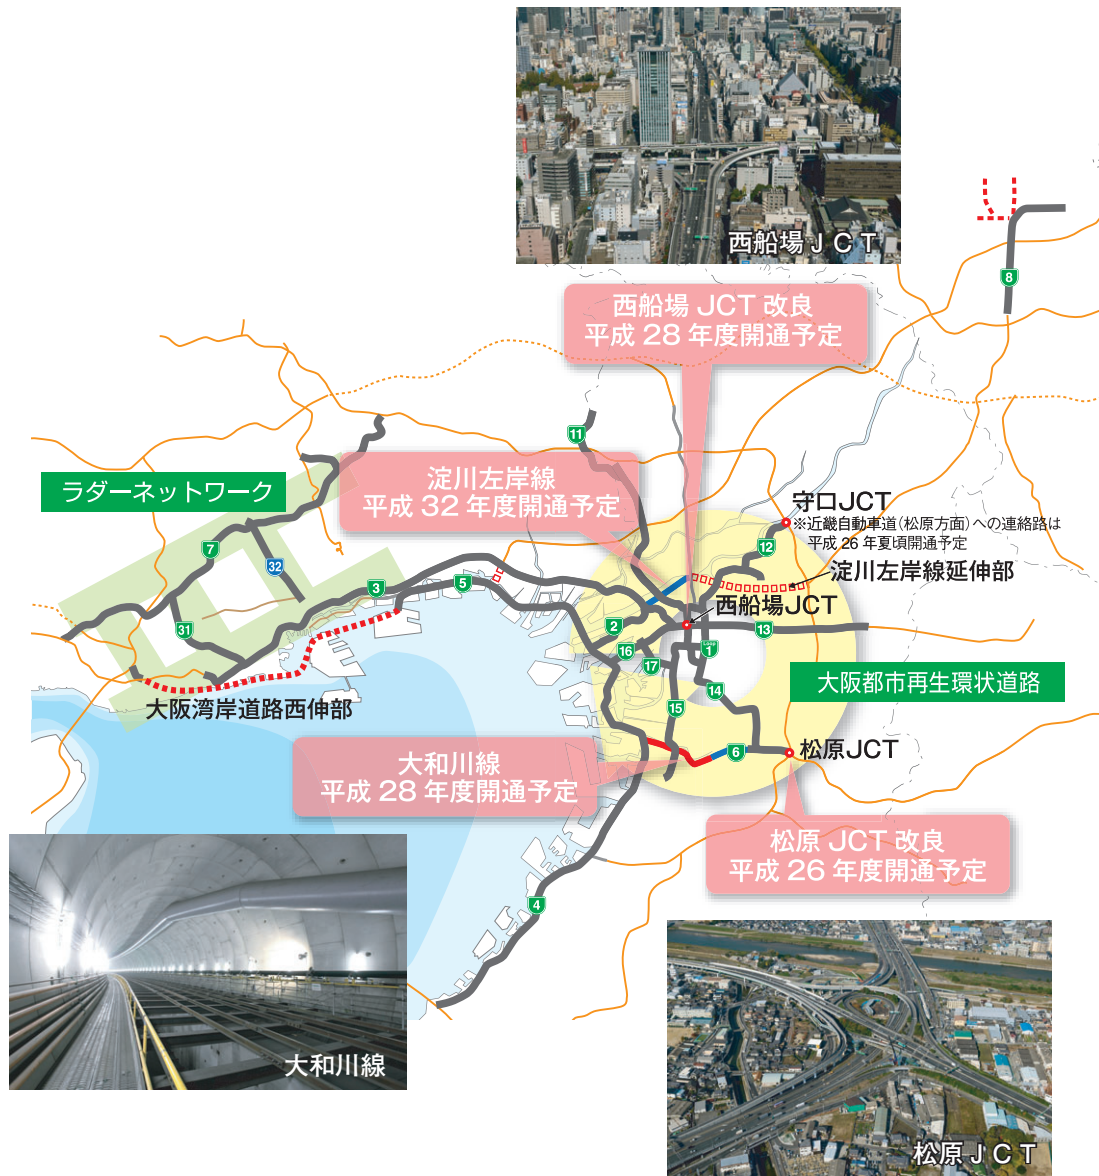 西船場ＪＣＴ
8
西船場 JCT 改良
平成 28 年度開通予定
11
淀川左岸線
平成 32 年度開通予定
ラダーネットワーク
守口JCT
※近畿自動車道(松原方面)への連絡路は
平成 26 年夏頃開通予定
12
7
32
淀川左岸線延伸部
3
5
西船場JCT
2
13
31
16
17
Loop
1
大阪都市再生環状道路
14
大阪湾岸道路西伸部
15
6
松原JCT
大和川線
平成 28 年度開通予定
松原 JCT 改良
平成 26 年度開通予定
4
大和川線
松原ＪＣＴ